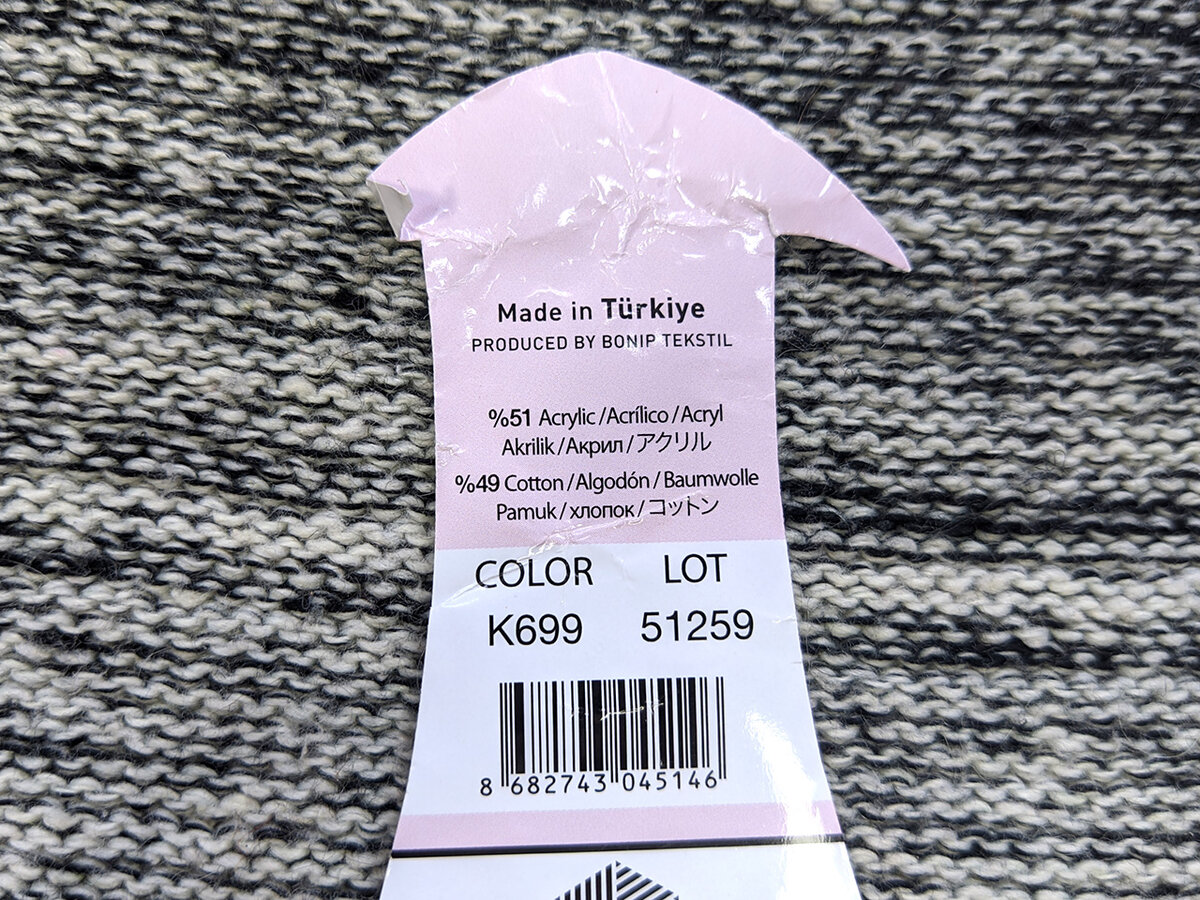 Made in Türkiye
PRODUCED BY BONIP TEKSTIL
%51 Acrylic / Acrílico / Acryl
Akrilik / Акрил / アクリル
%49 Cotton / Algodón / Baumwolle
Pamuk / хлопок / コットン
COLOR LOT
K699 51259
8 682743 045146